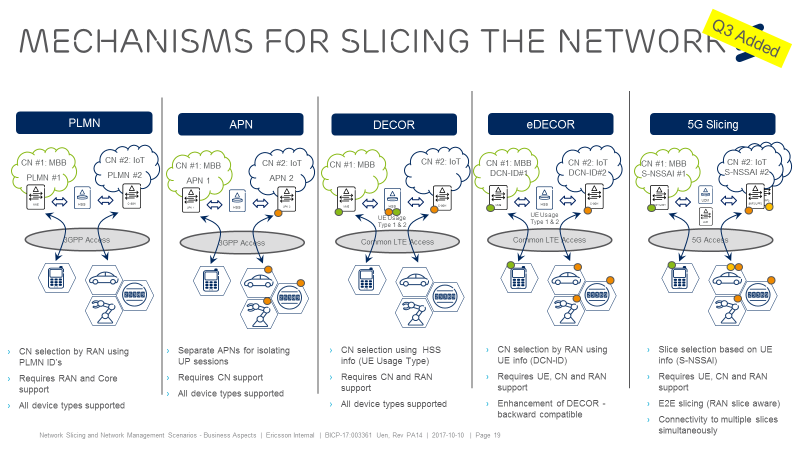 MECHANISMS FOR SLICING THE NETWORK
Q3 Added
PLMN
CN #1: MBB
PLMN #1
CN #2: IoT
PLMN #2
HSS
3GPP Access
› CN selection by RAN using
PLMN ID's
› Requires RAN and Core
support
› All device types supported
APN
CN #1: MBB
APN 1
CN #2: IoT
APN 2
HSS
3GPP Access
› Separate APNs for isolating
UP sessions
› Requires CN support
› All device types supported
DECOR
CN #1: MBB
CN #2: IoT
UE Usage
Type 1 & 2
Common LTE Access
› CN selection using HSS
info (UE Usage Type)
› Requires CN and RAN
support
› All device types supported
eDECOR
CN #1: MBB
DCN-ID#1
CN #2: IoT
DCN-ID#2
UE Usage
Type 1 & 2
Common LTE Access
› CN selection by RAN using
UE info (DCN-ID)
› Requires UE, CN and RAN
support
› Enhancement of DECOR -
backward compatible
5G Slicing
CN #1: MBB
S-NSSAI #1
CN #2: IoT
S-NSSAI #2
5G Access
› Slice selection based on UE
info (S-NSSAI)
› Requires UE, CN and RAN
support
› E2E slicing (RAN slice aware)
› Connectivity to multiple slices
simultaneously
Network Slicing and Network Management Scenarios - Business Aspects | Ericsson Internal | BICP-17:003361 Uen, Rev PA14 | 2017-10-10 | Page 19